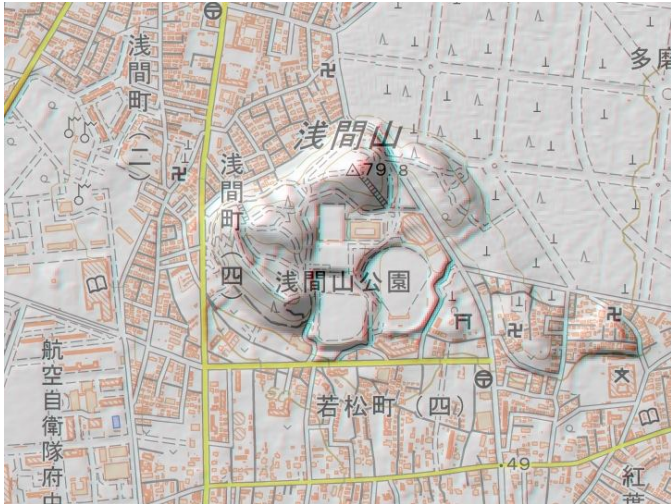 浅間町（二）
多磨
浅間山
79.8
浅間町（四）
浅間山公園
航空自衛隊府中
若松町（四）
49
紅葉